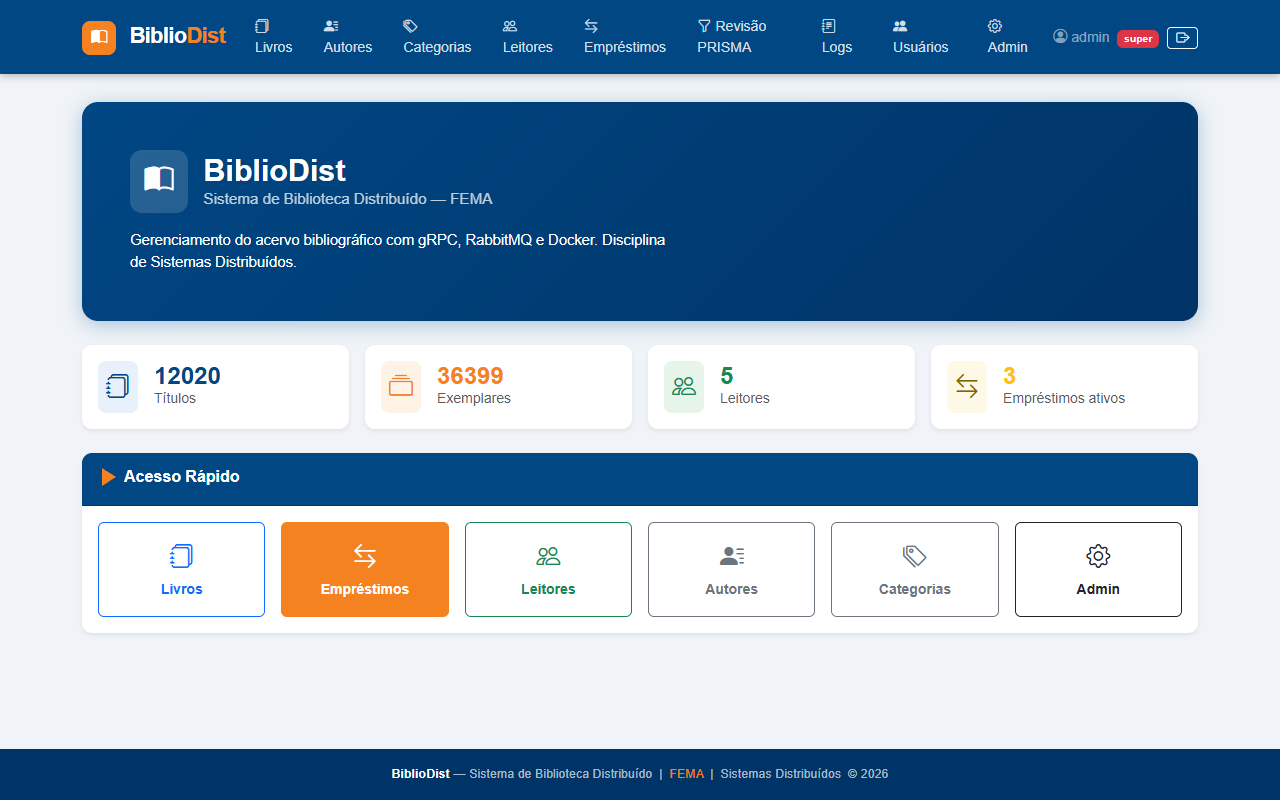 BiblioDist
Livros
Autores
Categorias
Leitores
Empréstimos
Revisão
PRISMA
Logs
Usuários
Admin
admin
super
BiblioDist
Sistema de Biblioteca Distribuído — FEMA
Gerenciamento do acervo bibliográfico com gRPC, RabbitMQ e Docker. Disciplina
de Sistemas Distribuídos.
12020
Títulos
36399
Exemplares
5
Leitores
3
Empréstimos ativos
Acesso Rápido
Livros
Empréstimos
Leitores
Autores
Categorias
Admin
BiblioDist — Sistema de Biblioteca Distribuído | FEMA | Sistemas Distribuídos © 2026